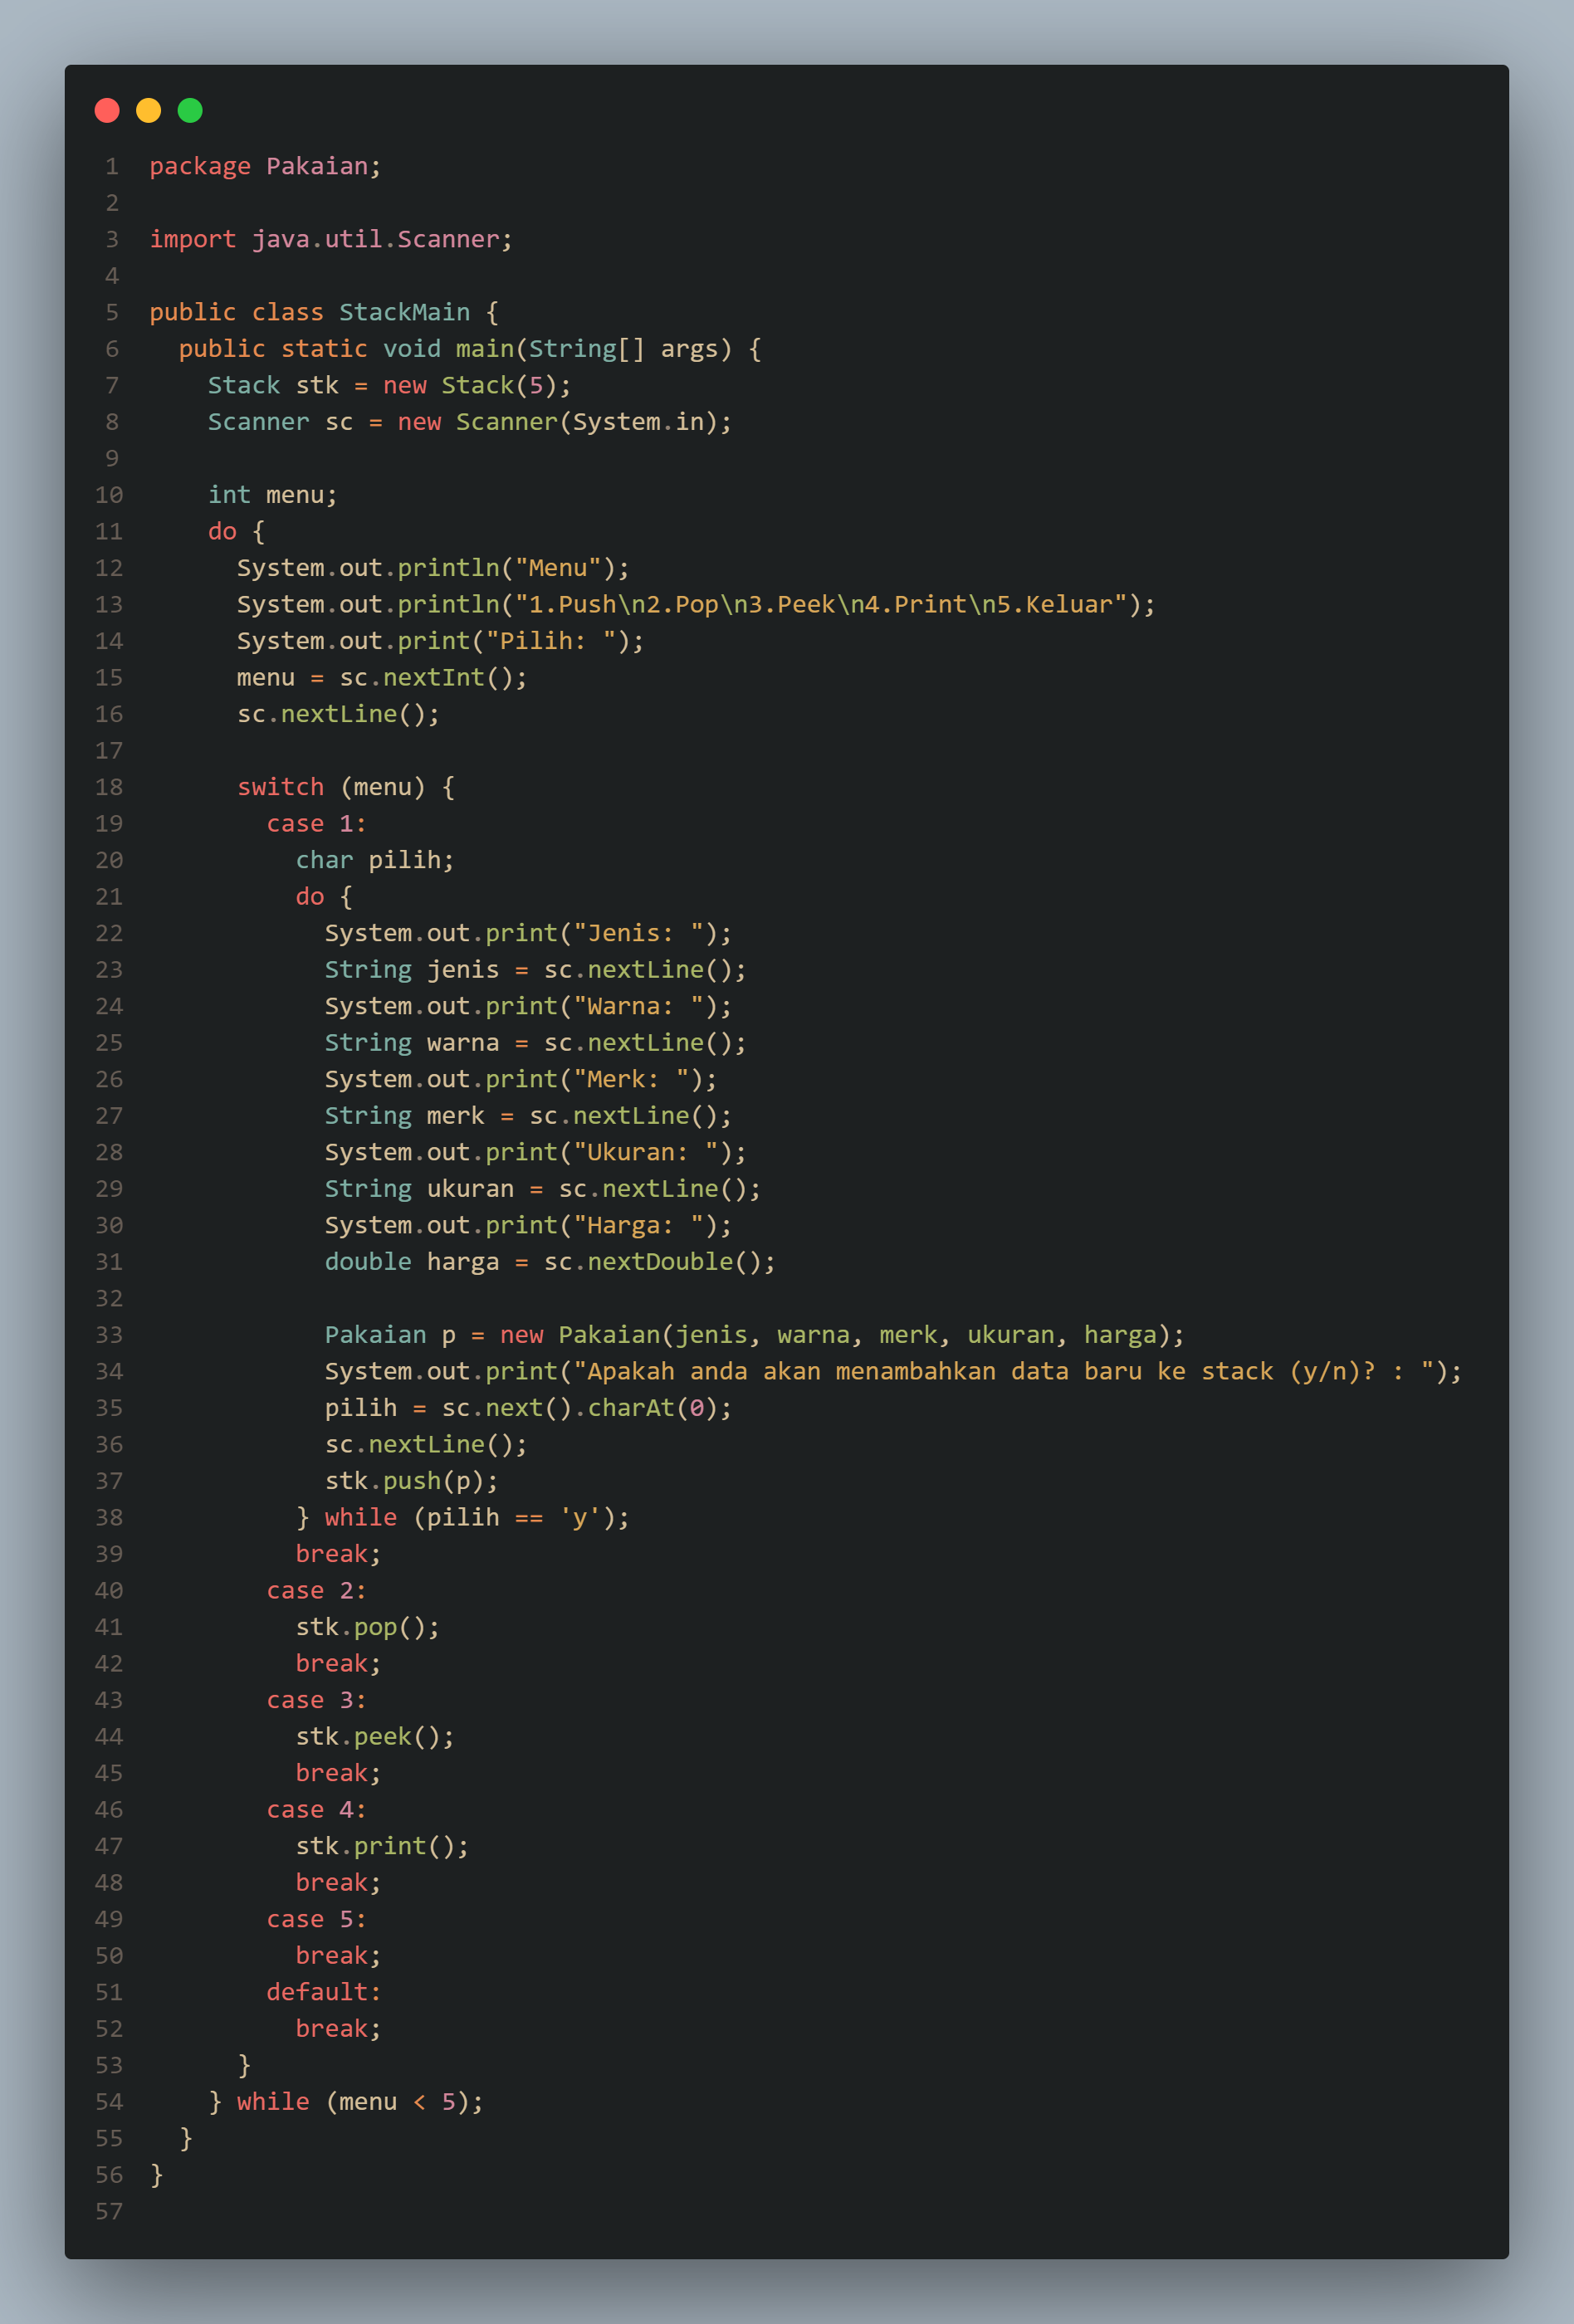 1 package Pakaian;
2
3 import java.util.Scanner;
4
5 public class StackMain {
6   public static void main(String[] args) {
7     Stack stk = new Stack(5);
8     Scanner sc = new Scanner(System.in);
9
10     int menu;
11     do {
12       System.out.println("Menu");
13       System.out.println("1.Push\n2.Pop\n3.Peek\n4.Print\n5.Keluar");
14       System.out.print("Pilih: ");
15       menu = sc.nextInt();
16       sc.nextLine();
17
18       switch (menu) {
19         case 1:
20           char pilih;
21           do {
22             System.out.print("Jenis: ");
23             String jenis = sc.nextLine();
24             System.out.print("Warna: ");
25             String warna = sc.nextLine();
26             System.out.print("Merk: ");
27             String merk = sc.nextLine();
28             System.out.print("Ukuran: ");
29             String ukuran = sc.nextLine();
30             System.out.print("Harga: ");
31             double harga = sc.nextDouble();
32
33             Pakaian p = new Pakaian(jenis, warna, merk, ukuran, harga);
34             System.out.print("Apakah anda akan menambahkan data baru ke stack (y/n)? : ");
35             pilih = sc.next().charAt(0);
36             sc.nextLine();
37             stk.push(p);
38           } while (pilih == 'y');
39           break;
40         case 2:
41           stk.pop();
42           break;
43         case 3:
44           stk.peek();
45           break;
46         case 4:
47           stk.print();
48           break;
49         case 5:
50           break;
51         default:
52           break;
53       }
54     } while (menu < 5);
55   }
56 }
57